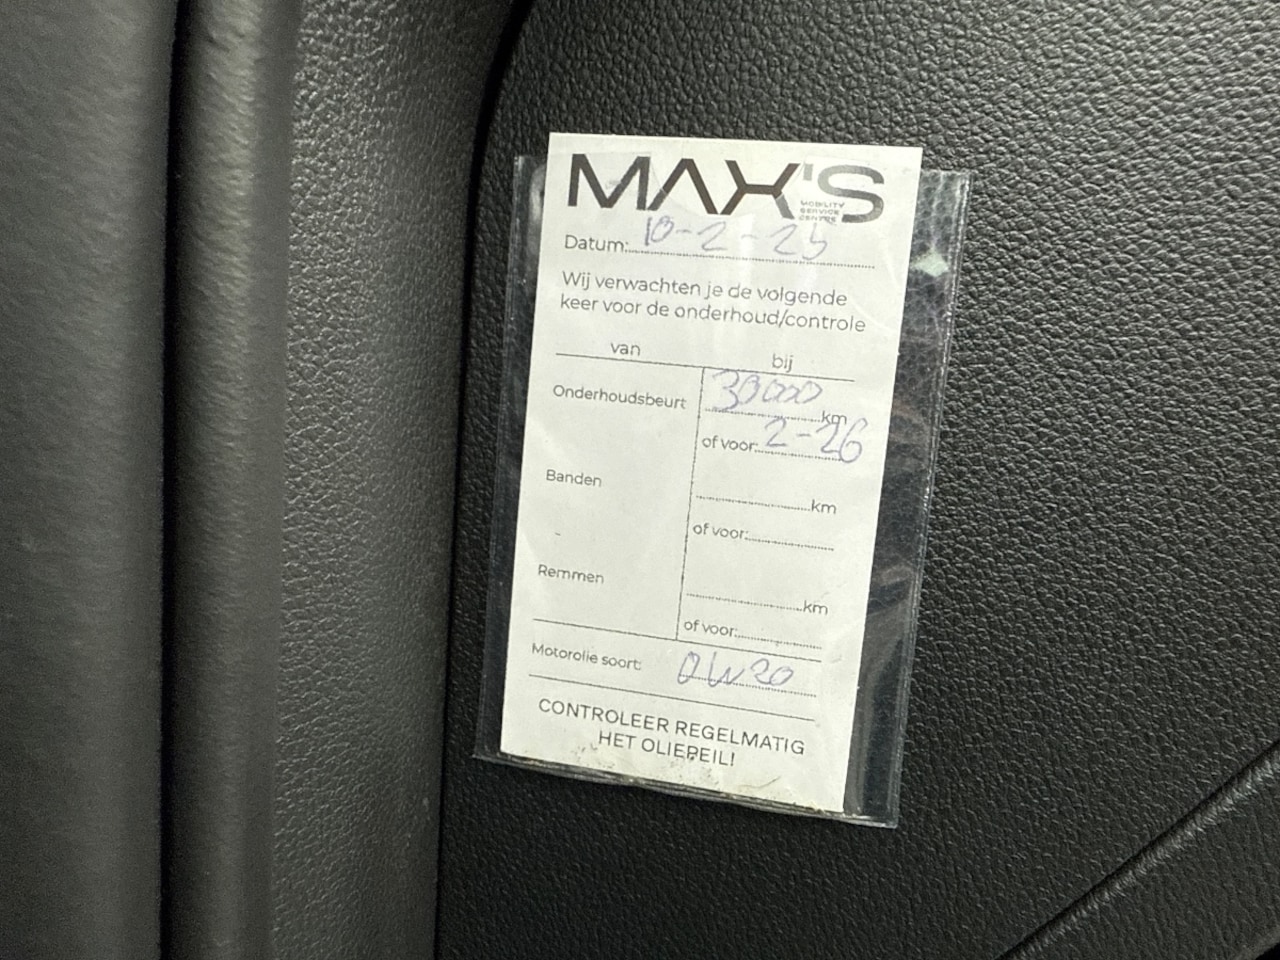 MAX'S
MOBILITY
SERVICE
CENTRE
Datum: 10-2-25
Wij verwachten je de volgende
keer voor de onderhoud/controle
van bij
Onderhoudsbeurt 39000 km
of voor: 2-26
Banden km
of voor:
Remmen km
of voor:
Motorolie soort: 0W20
CONTROLEER REGELMATIG
HET OLIEPEIL!